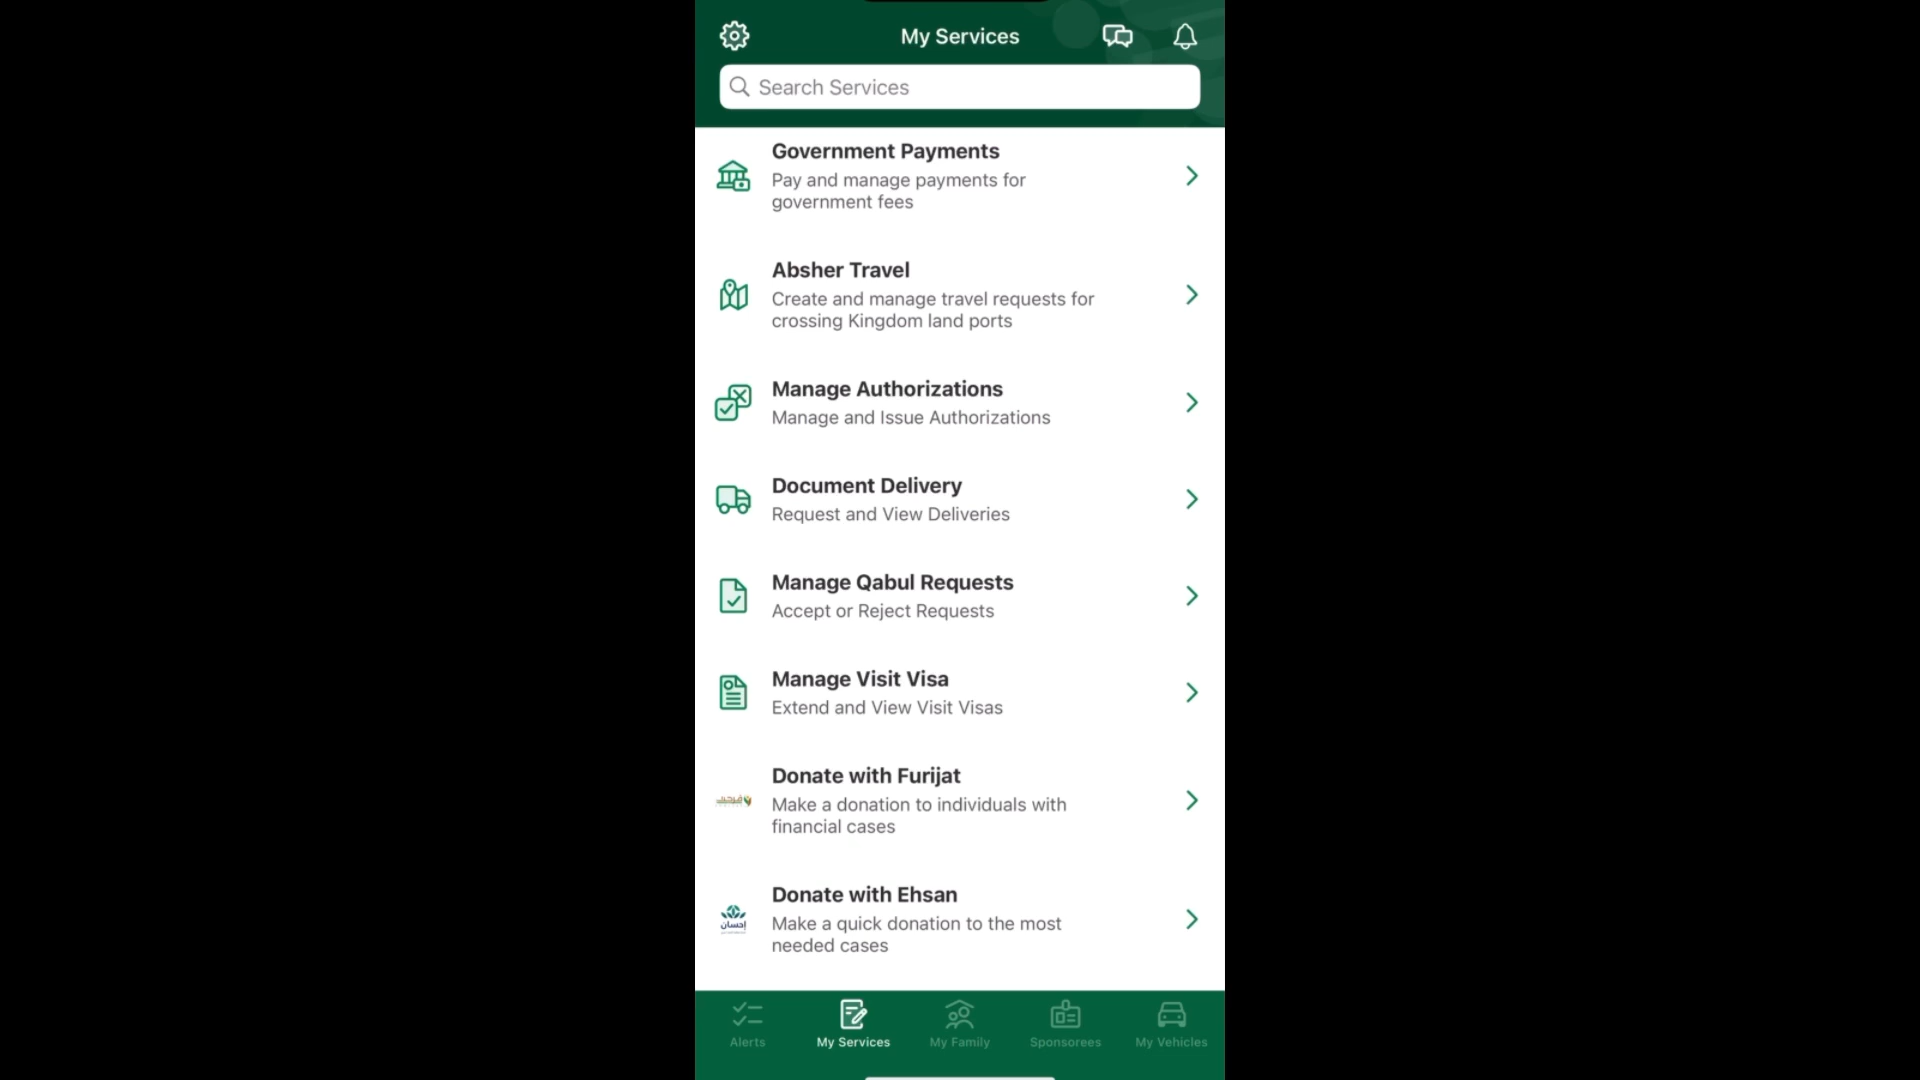 My Services
Search Services
Government Payments
Pay and manage payments for
government fees
Absher Travel
Create and manage travel requests for
crossing Kingdom land ports
Manage Authorizations
Manage and Issue Authorizations
Document Delivery
Request and View Deliveries
Manage Qabul Requests
Accept or Reject Requests
Manage Visit Visa
Extend and View Visit Visas
Donate with Furijat
Make a donation to individuals with
financial cases
Donate with Ehsan
إحسان
Make a quick donation to the most
needed cases
Alerts
My Services
My Family
Sponsorees
My Vehicles